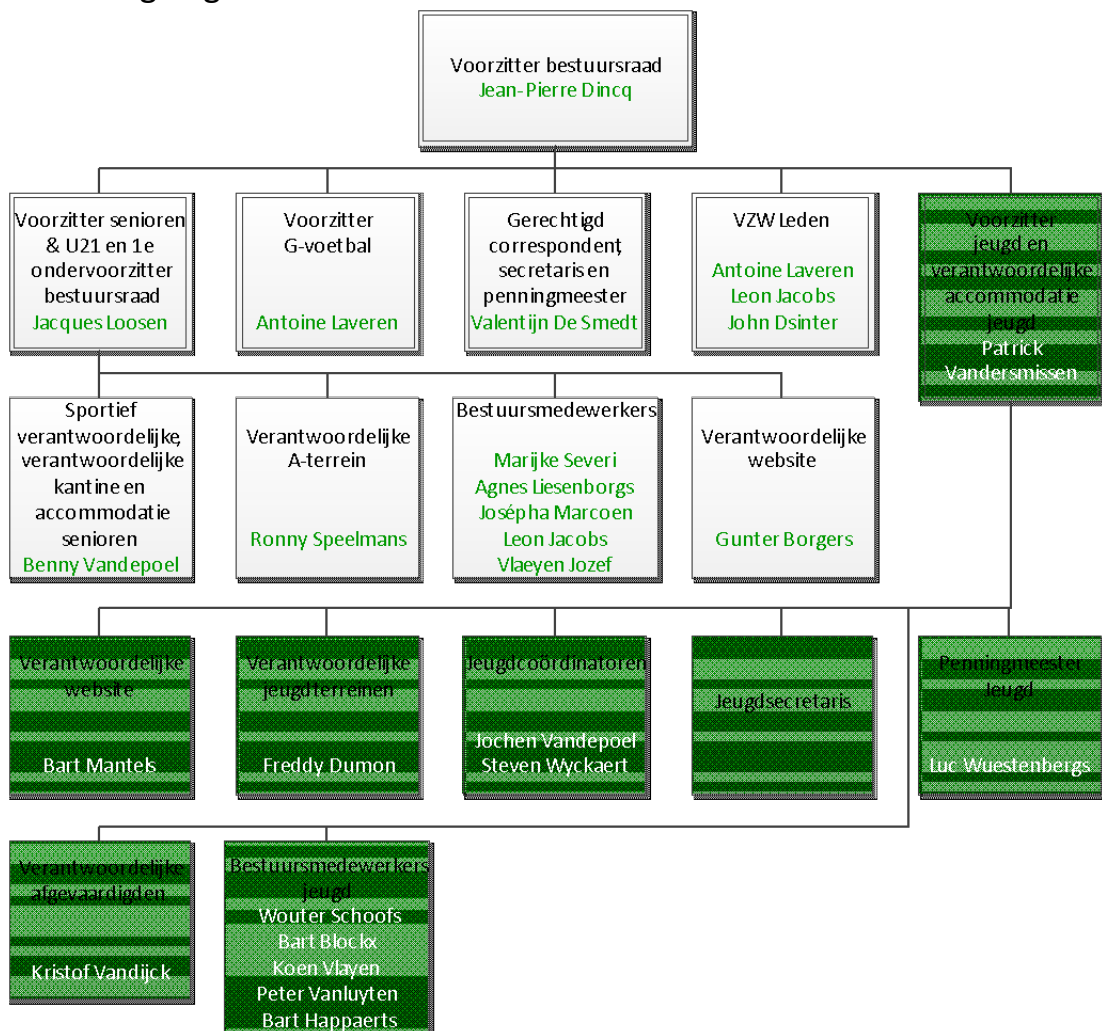 Voorzitter bestuursraad
Jean-Pierre Dincq
Voorzitter senioren
& U21 en 1e
ondervoorzitter
bestuursraad
Jacques Loosen
Voorzitter
G-voetbal
Antoine Laveren
Gerechtigd
correspondent,
secretaris en
penningmeester
Valentijn De Smedt
VZW Leden
Antoine Laveren
Leon Jacobs
John Dsinter
Voorzitter
jeugd en
verantwoordelijke
accommodatie
jeugd
Patrick
Vandersmissen
Sportief
verantwoordelijke,
verantwoordelijke
kantine en
accommodatie
senioren
Benny Vandepoel
Verantwoordelijke
A-terrein
Ronny Speelmans
Bestuursmedewerkers
Marijke Severi
Agnes Liesenborgs
Josépha Marcoen
Leon Jacobs
Vlaeyen Jozef
Verantwoordelijke
website
Gunter Borgers
Verantwoordelijke
website
Bart Mantels
Verantwoordelijke
jeugdterreinen
Freddy Dumon
Jeugdcoördinatoren
Jochen Vandepoel
Steven Wyckaert
Jeugdsecretaris
Penningmeester
Jeugd
Luc Wuestenbergs
Verantwoordelijke
afgevaardigden
Kristof Vandijck
Bestuursmedewerkers
jeugd
Wouter Schoofs
Bart Blockx
Koen Vlayen
Peter Vanluyten
Bart Happaerts